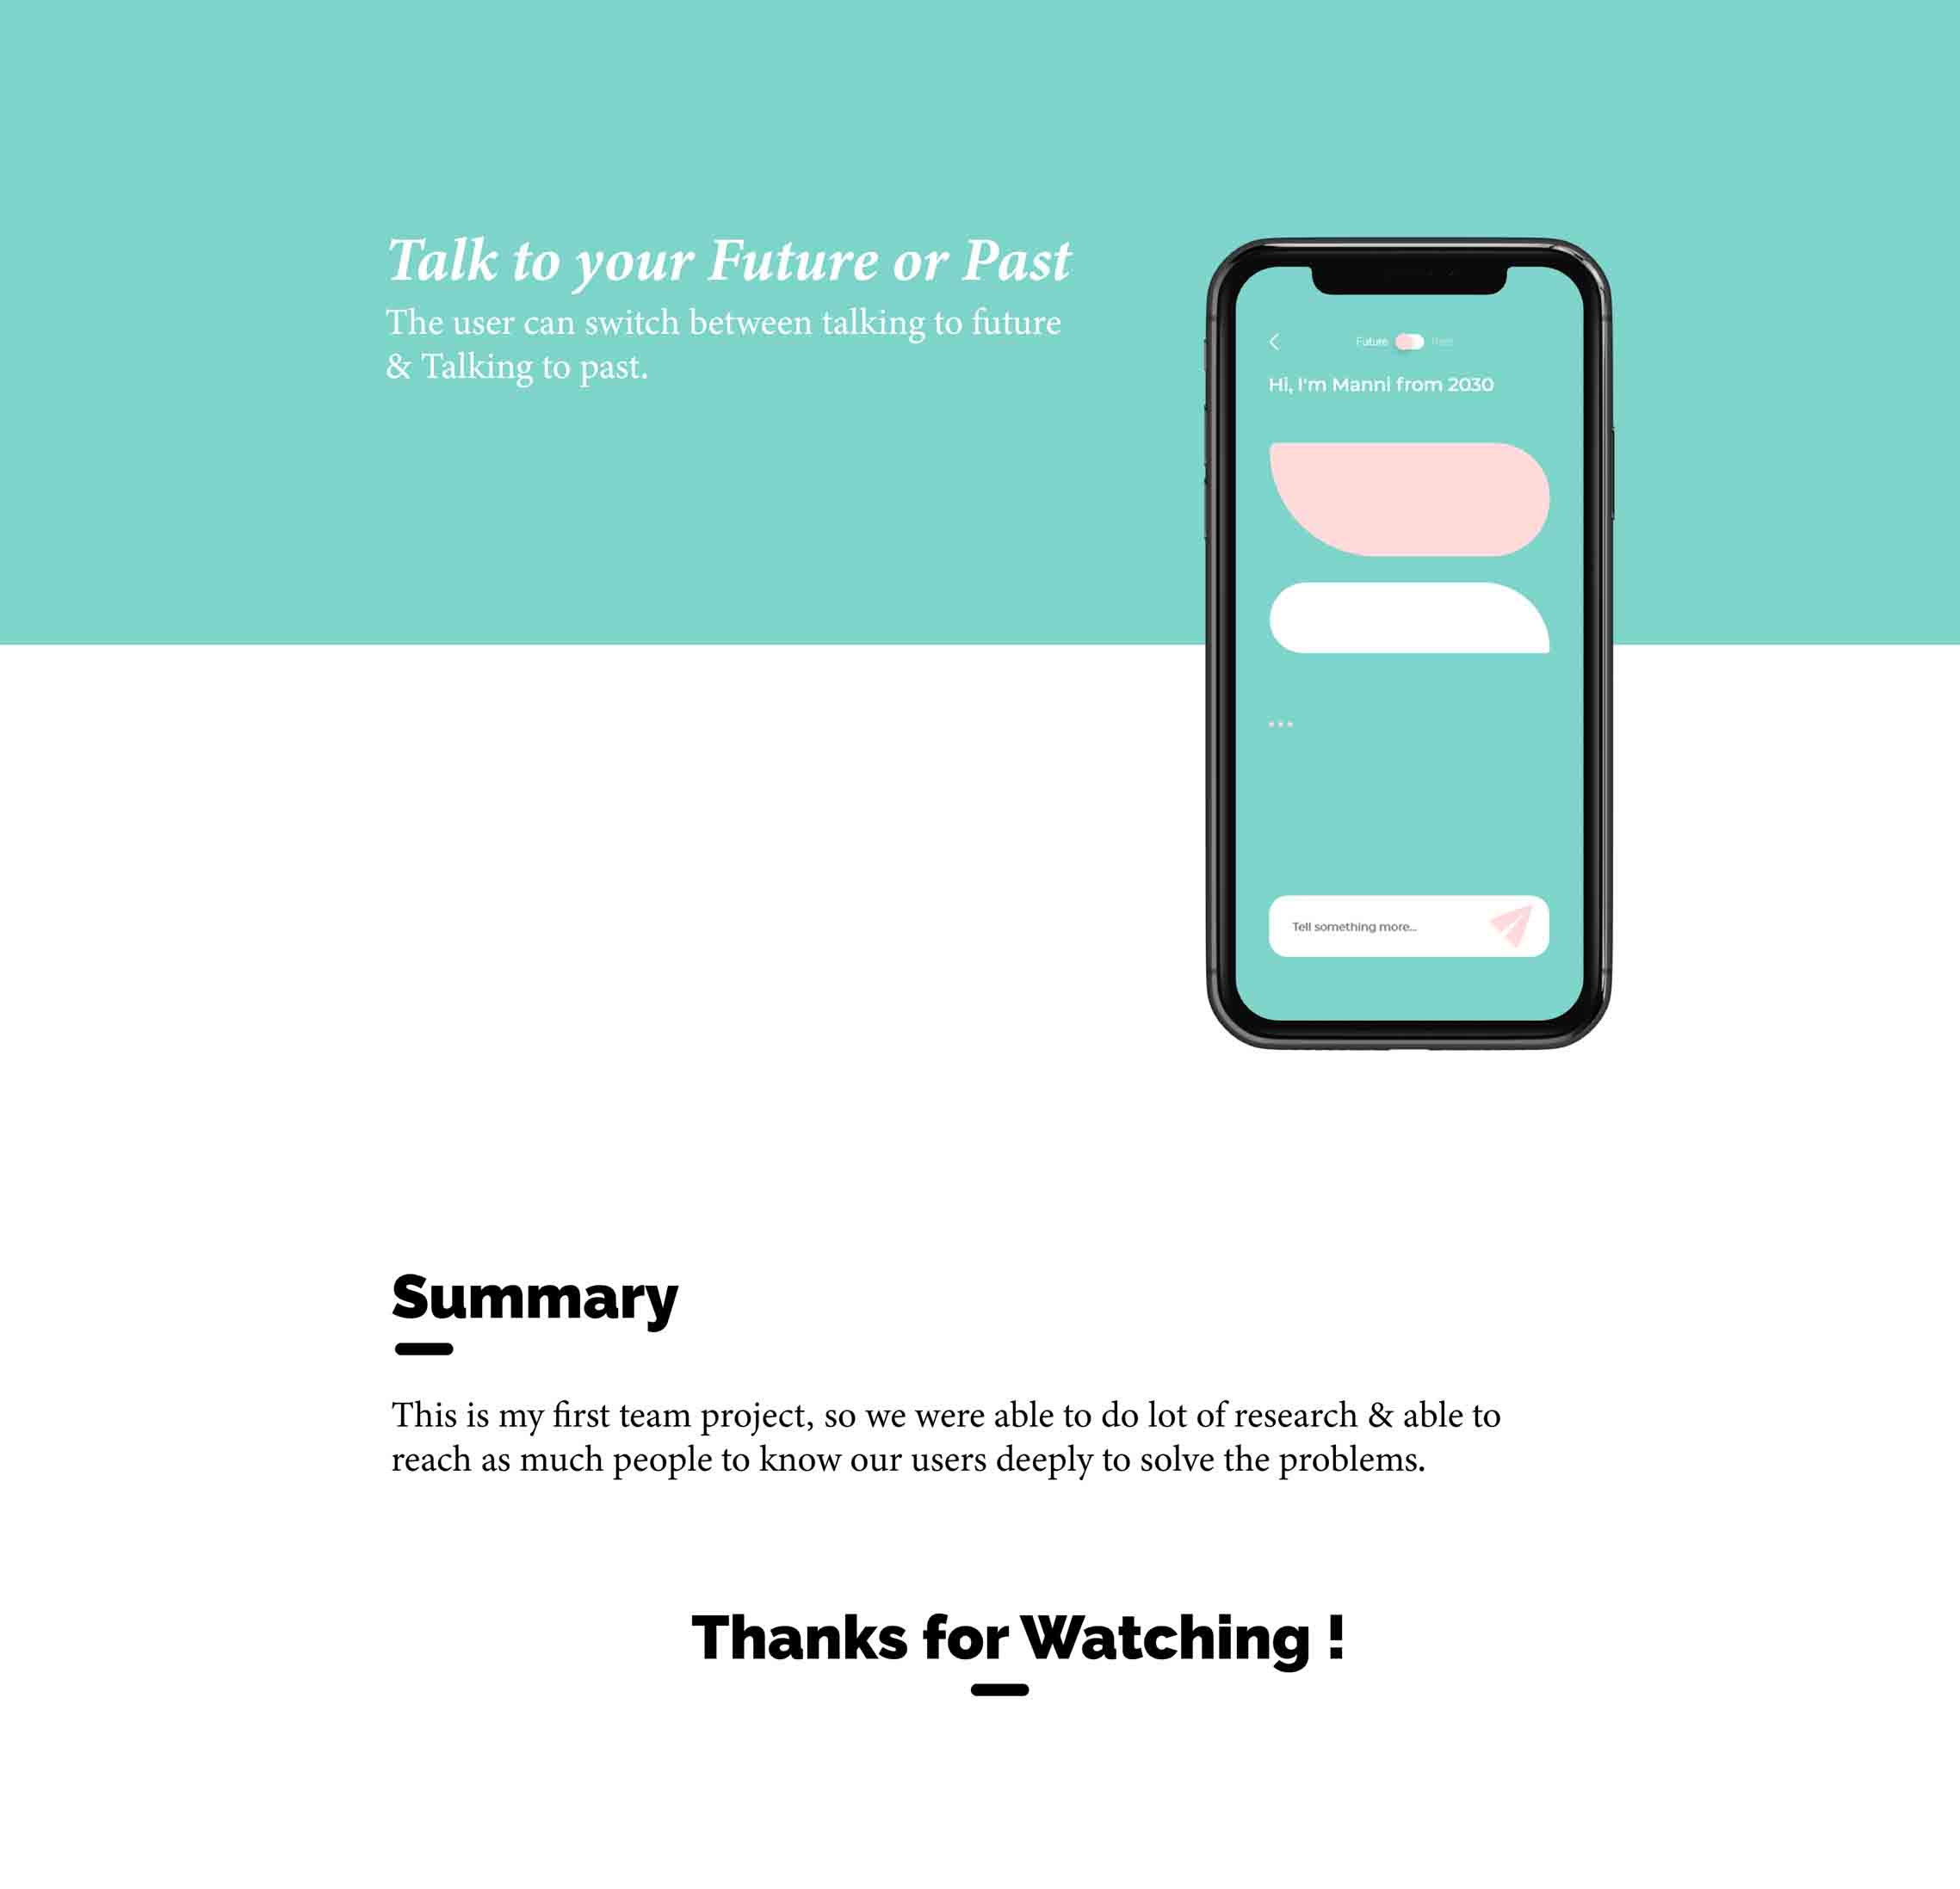 Talk to your Future or Past
The user can switch between talking to future
& Talking to past.
Future Past
Hi, I'm Manni from 2030
Tell something more...
Summary
This is my first team project, so we were able to do lot of research & able to
reach as much people to know our users deeply to solve the problems.
Thanks for Watching !